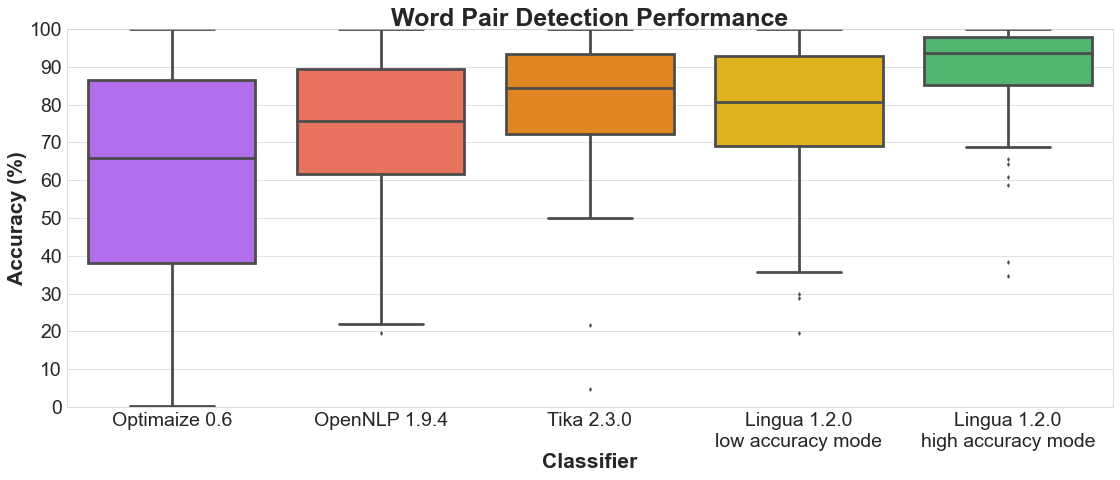 Word Pair Detection Performance
100
90
80
70
60
50
40
30
20
10
0
Accuracy (%)
Optimaize 0.6
OpenNLP 1.9.4
Tika 2.3.0
Lingua 1.2.0
low accuracy mode
Lingua 1.2.0
high accuracy mode
Classifier